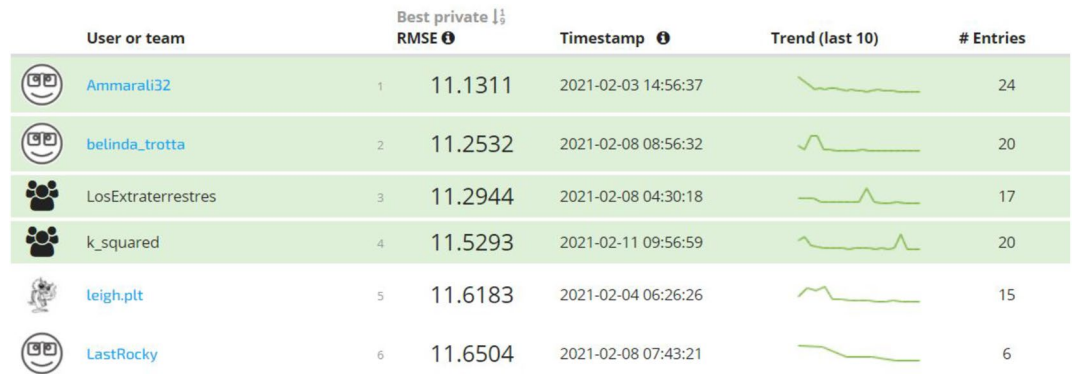 Best private ↓1 9
User or team RMSE Timestamp Trend (last 10) # Entries
Ammarali32 1 11.1311 2021-02-03 14:56:37 24
belinda_trotta 2 11.2532 2021-02-08 08:56:32 20
LosExtraterrestres 3 11.2944 2021-02-08 04:30:18 17
k_squared 4 11.5293 2021-02-11 09:56:59 20
leigh.plt 5 11.6183 2021-02-04 06:26:26 15
LastRocky 6 11.6504 2021-02-08 07:43:21 6